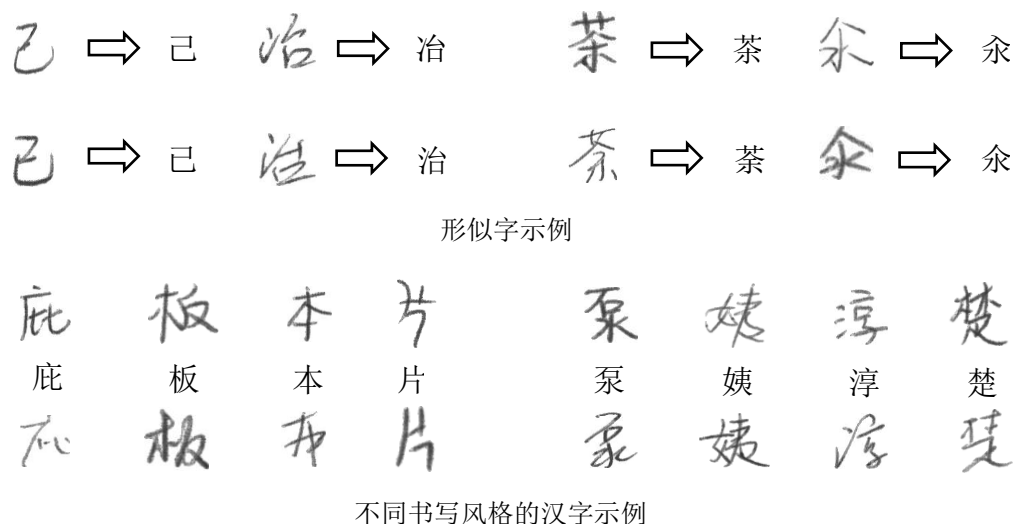 己 ⇨ 己 冶 ⇨ 冶 茶 ⇨ 茶 氽 ⇨ 氽
已 ⇨ 已 治 ⇨ 治 荼 ⇨ 荼 汆 ⇨ 汆
形似字示例
庇 板 本 片 泵 姨 淳 楚
庇 板 本 片 泵 姨 淳 楚
庇 板 本 片 泵 姨 淳 楚
不同书写风格的汉字示例